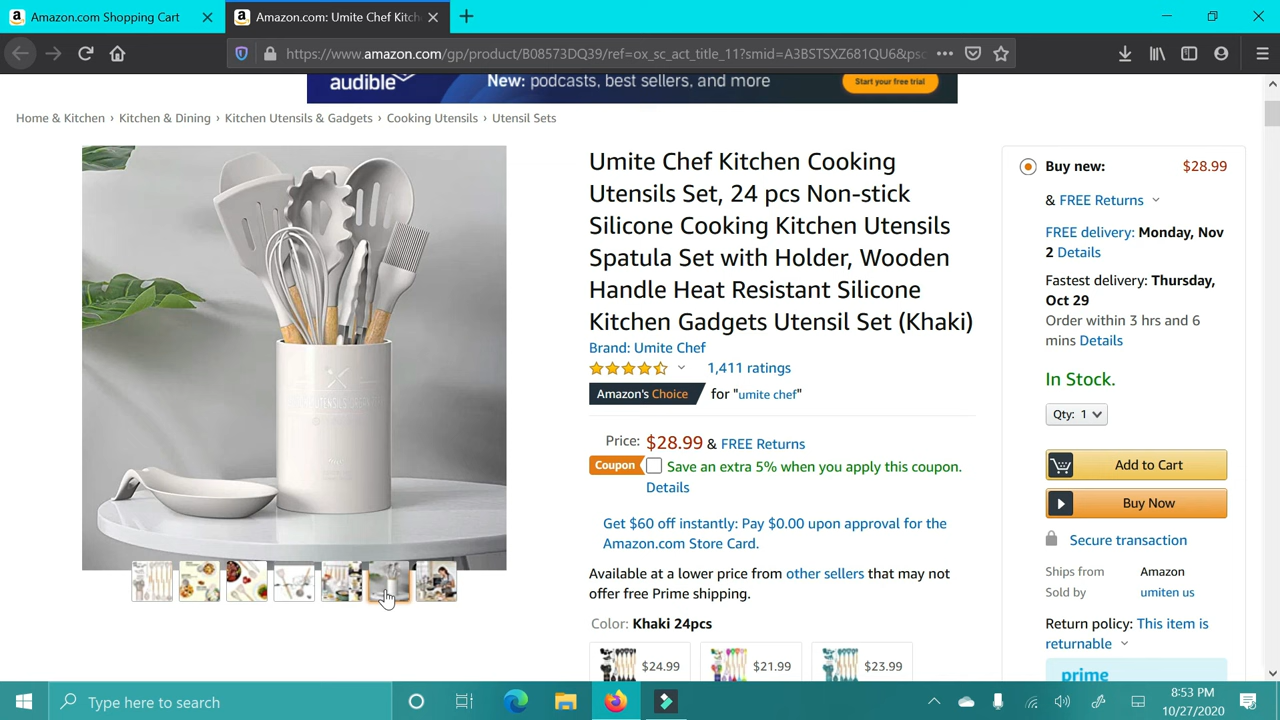 Amazon.com Shopping Cart
Amazon.com: Umite Chef Kitch
https://www.amazon.com/gp/product/B08573DQ39/ref=ox_sc_act_title_11?smid=A3BSTSXZ681QU6&psc
audible
New: podcasts, best sellers, and more
Start your free trial
Home & Kitchen › Kitchen & Dining › Kitchen Utensils & Gadgets › Cooking Utensils › Utensil Sets
Umite Chef Kitchen Cooking
Utensils Set, 24 pcs Non-stick
Silicone Cooking Kitchen Utensils
Spatula Set with Holder, Wooden
Handle Heat Resistant Silicone
Kitchen Gadgets Utensil Set (Khaki)
Brand: Umite Chef
1,411 ratings
Amazon's Choice for "umite chef"
Price: $28.99 & FREE Returns
Coupon Save an extra 5% when you apply this coupon.
Details
Get $60 off instantly: Pay $0.00 upon approval for the
Amazon.com Store Card.
Available at a lower price from other sellers that may not
offer free Prime shipping.
Color: Khaki 24pcs
$24.99
$21.99
$23.99
Buy new: $28.99
& FREE Returns
FREE delivery: Monday, Nov
2 Details
Fastest delivery: Thursday,
Oct 29
Order within 3 hrs and 6
mins Details
In Stock.
Qty: 1
Add to Cart
Buy Now
Secure transaction
Ships from Amazon
Sold by umiten us
Return policy: This item is
returnable
prime
Type here to search
8:53 PM
10/27/2020